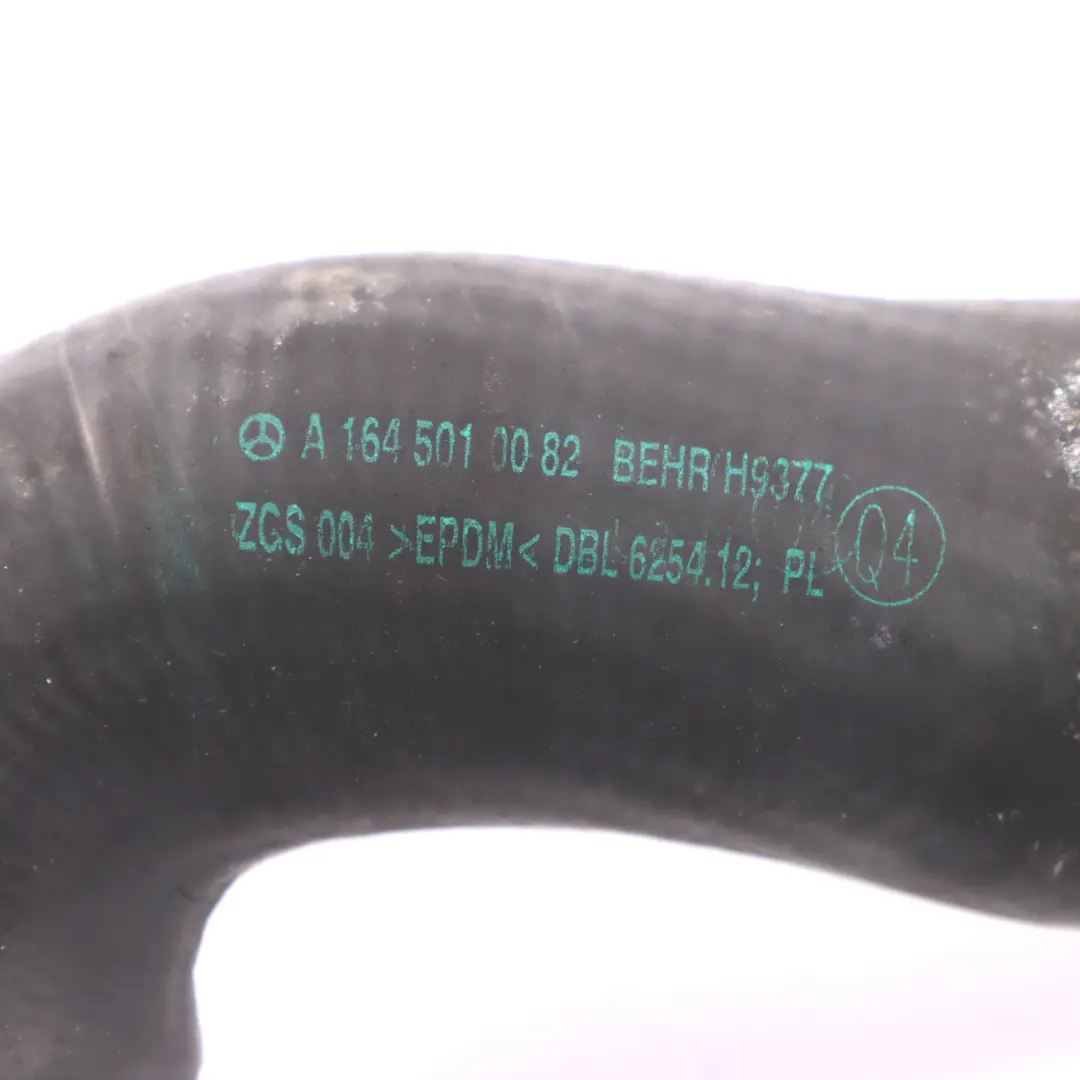 A 164 501 00 82 BEHR/H9377
ZGS 004 >EPDM< DBL 6254.12; PL Q4